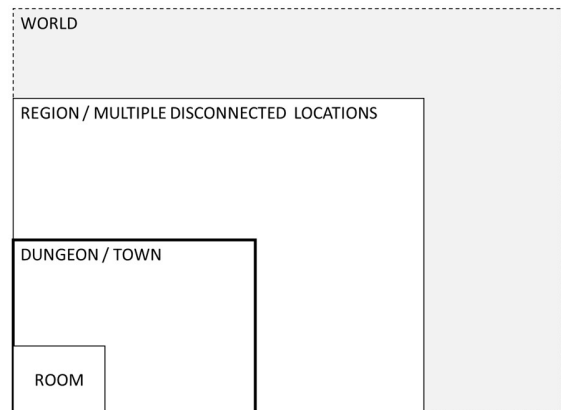 WORLD
REGION / MULTIPLE DISCONNECTED LOCATIONS
DUNGEON / TOWN
ROOM